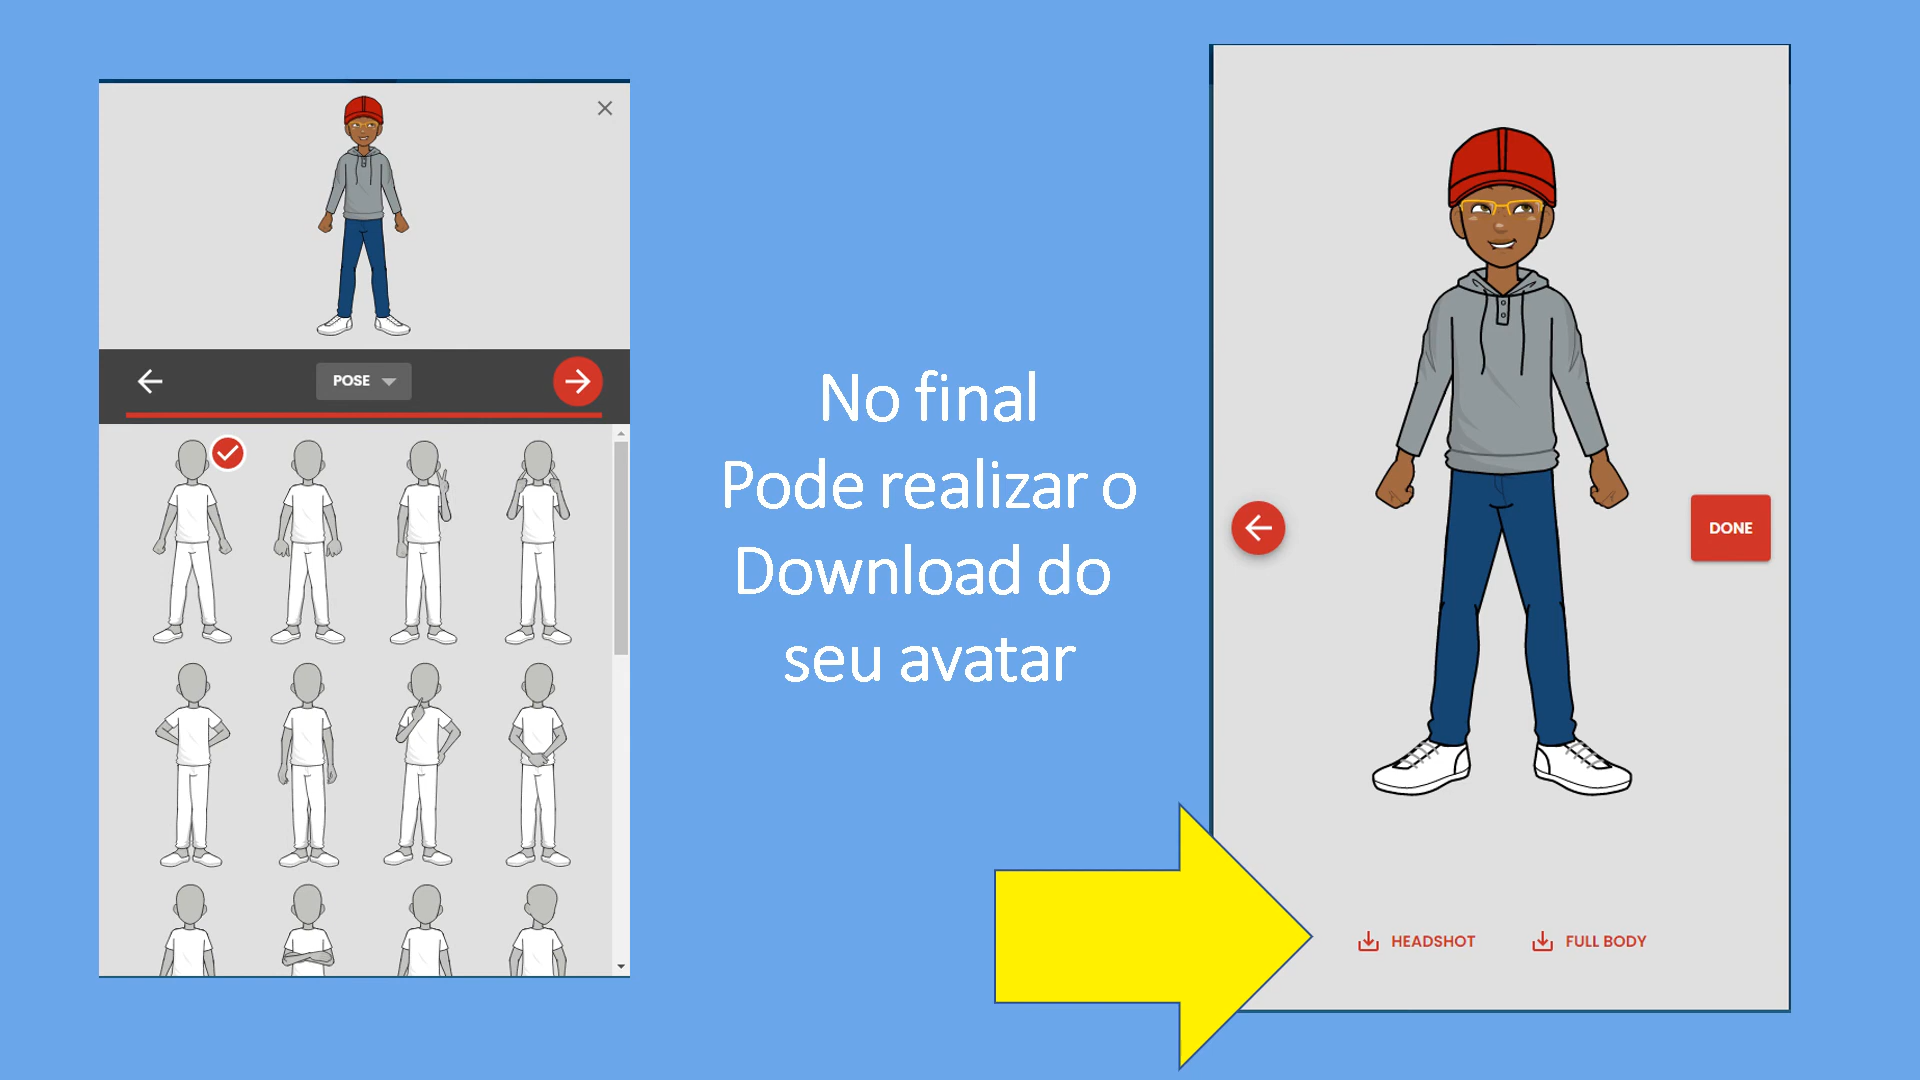 POSE
No final
Pode realizar o
Download do
seu avatar
DONE
HEADSHOT
FULL BODY